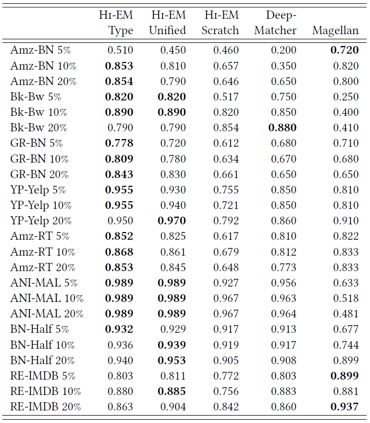 Hi-EM Hi-EM Hi-EM Deep-
Type Unified Scratch Matcher Magellan
Amz-BN 5% 0.510 0.450 0.460 0.200 0.720
Amz-BN 10% 0.853 0.810 0.657 0.350 0.820
Amz-BN 20% 0.854 0.790 0.646 0.650 0.800
Bk-Bw 5% 0.820 0.820 0.517 0.750 0.250
Bk-Bw 10% 0.890 0.890 0.820 0.850 0.400
Bk-Bw 20% 0.790 0.790 0.854 0.880 0.410
GR-BN 5% 0.778 0.720 0.612 0.680 0.710
GR-BN 10% 0.809 0.780 0.634 0.670 0.680
GR-BN 20% 0.843 0.830 0.661 0.650 0.650
YP-Yelp 5% 0.955 0.930 0.755 0.850 0.810
YP-Yelp 10% 0.955 0.940 0.721 0.850 0.810
YP-Yelp 20% 0.950 0.970 0.792 0.860 0.910
Amz-RT 5% 0.852 0.825 0.617 0.810 0.822
Amz-RT 10% 0.868 0.861 0.679 0.812 0.833
Amz-RT 20% 0.853 0.845 0.648 0.773 0.833
ANI-MAL 5% 0.989 0.989 0.927 0.956 0.633
ANI-MAL 10% 0.989 0.989 0.967 0.963 0.518
ANI-MAL 20% 0.989 0.989 0.967 0.964 0.481
BN-Half 5% 0.932 0.929 0.917 0.913 0.677
BN-Half 10% 0.936 0.939 0.919 0.917 0.744
BN-Half 20% 0.940 0.953 0.905 0.908 0.899
RE-IMDB 5% 0.803 0.811 0.772 0.803 0.899
RE-IMDB 10% 0.880 0.885 0.756 0.883 0.881
RE-IMDB 20% 0.863 0.904 0.842 0.860 0.937